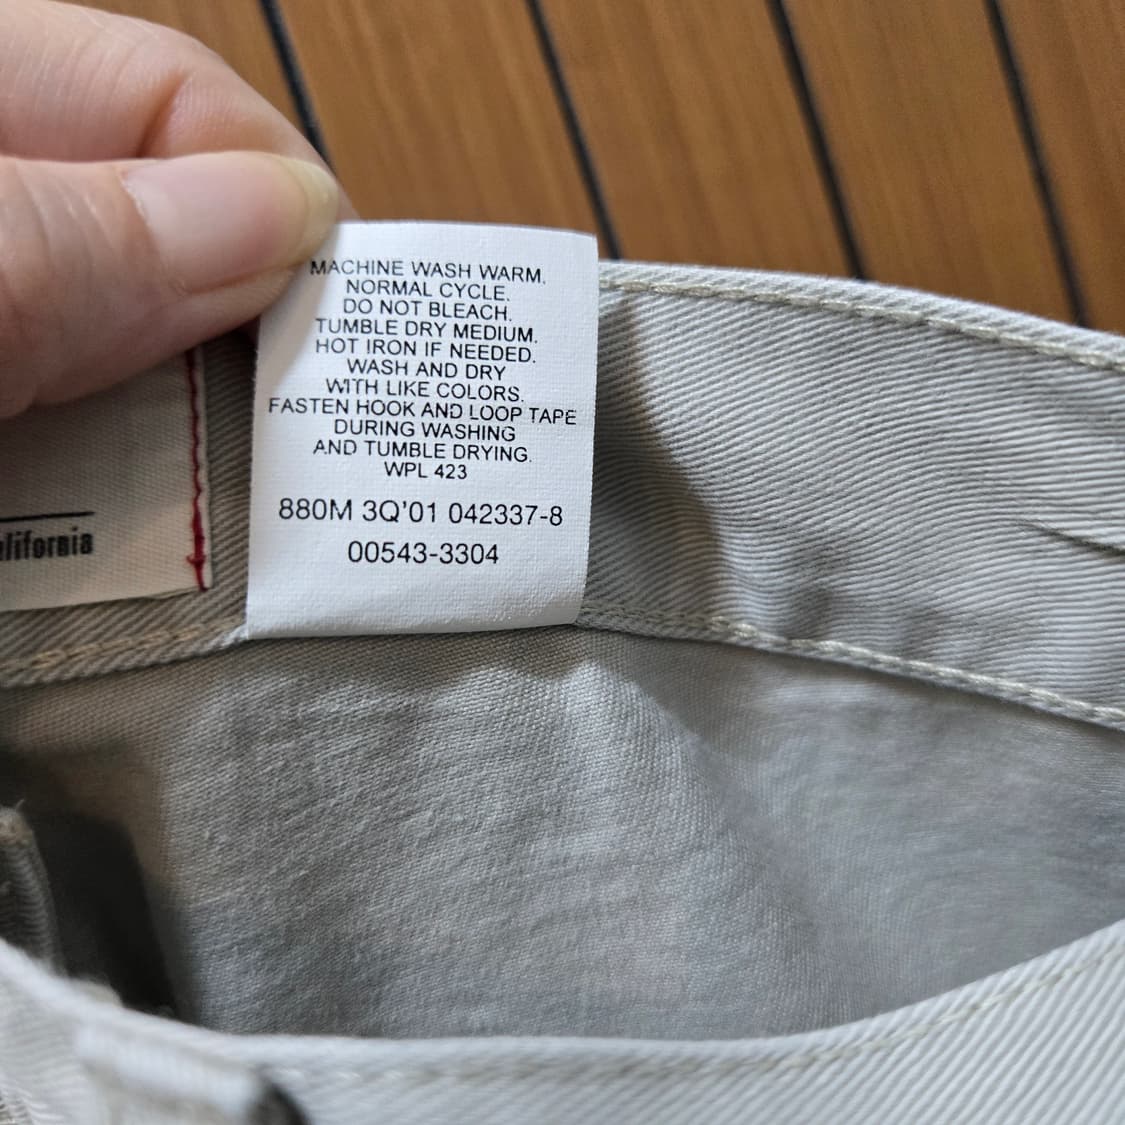 MACHINE WASH WARM.
NORMAL CYCLE.
DO NOT BLEACH.
TUMBLE DRY MEDIUM.
HOT IRON IF NEEDED.
WASH AND DRY
WITH LIKE COLORS.
FASTEN HOOK AND LOOP TAPE
DURING WASHING
AND TUMBLE DRYING.
WPL 423
880M 3Q'01 042337-8
00543-3304
alifornia